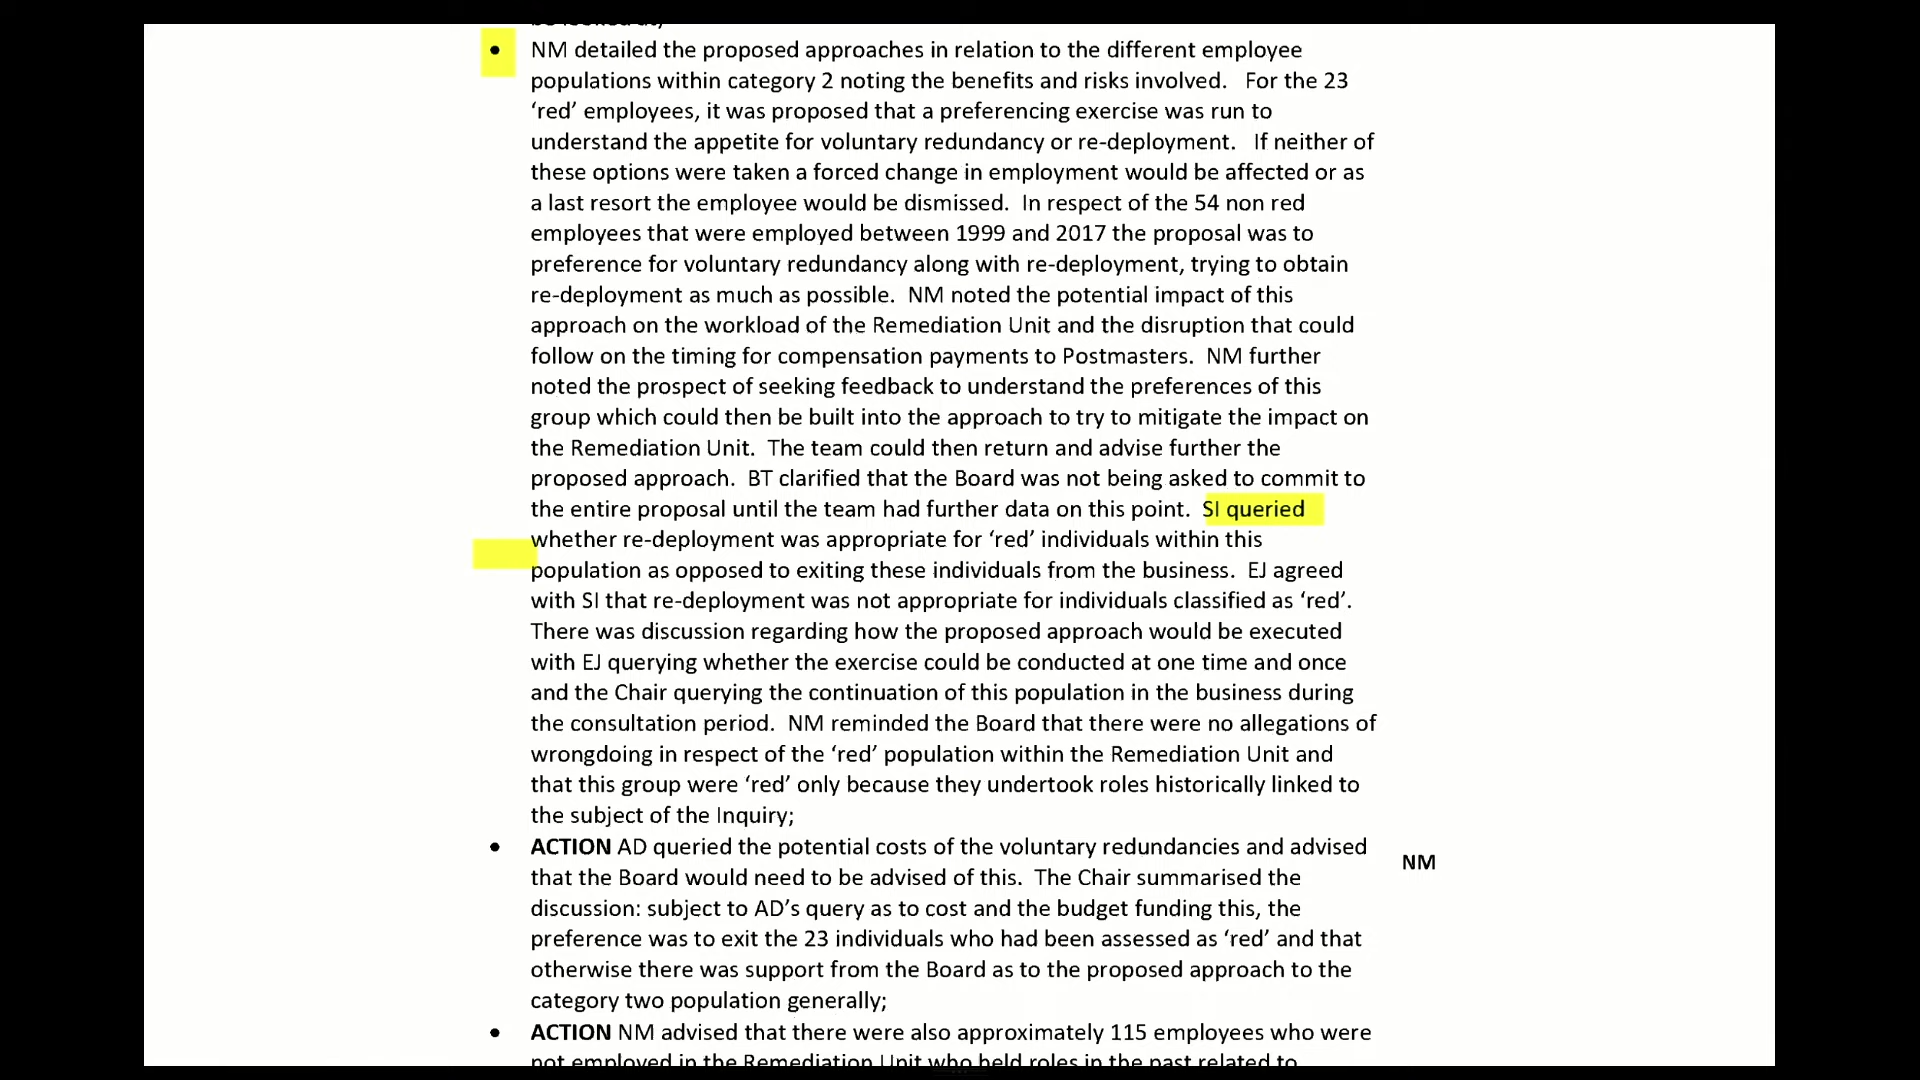 be looked at;
• NM detailed the proposed approaches in relation to the different employee
populations within category 2 noting the benefits and risks involved.   For the 23
‘red’ employees, it was proposed that a preferencing exercise was run to
understand the appetite for voluntary redundancy or re-deployment.   If neither of
these options were taken a forced change in employment would be affected or as
a last resort the employee would be dismissed.  In respect of the 54 non red
employees that were employed between 1999 and 2017 the proposal was to
preference for voluntary redundancy along with re-deployment, trying to obtain
re-deployment as much as possible.  NM noted the potential impact of this
approach on the workload of the Remediation Unit and the disruption that could
follow on the timing for compensation payments to Postmasters.  NM further
noted the prospect of seeking feedback to understand the preferences of this
group which could then be built into the approach to try to mitigate the impact on
the Remediation Unit.  The team could then return and advise further the
proposed approach.  BT clarified that the Board was not being asked to commit to
the entire proposal until the team had further data on this point.  SI queried
whether re-deployment was appropriate for ‘red’ individuals within this
population as opposed to exiting these individuals from the business.  EJ agreed
with SI that re-deployment was not appropriate for individuals classified as ‘red’.
There was discussion regarding how the proposed approach would be executed
with EJ querying whether the exercise could be conducted at one time and once
and the Chair querying the continuation of this population in the business during
the consultation period.  NM reminded the Board that there were no allegations of
wrongdoing in respect of the ‘red’ population within the Remediation Unit and
that this group were ‘red’ only because they undertook roles historically linked to
the subject of the Inquiry;
• ACTION AD queried the potential costs of the voluntary redundancies and advised
NM
that the Board would need to be advised of this.  The Chair summarised the
discussion: subject to AD’s query as to cost and the budget funding this, the
preference was to exit the 23 individuals who had been assessed as ‘red’ and that
otherwise there was support from the Board as to the proposed approach to the
category two population generally;
• ACTION NM advised that there were also approximately 115 employees who were
not employed in the Remediation Unit who held roles in the past related to